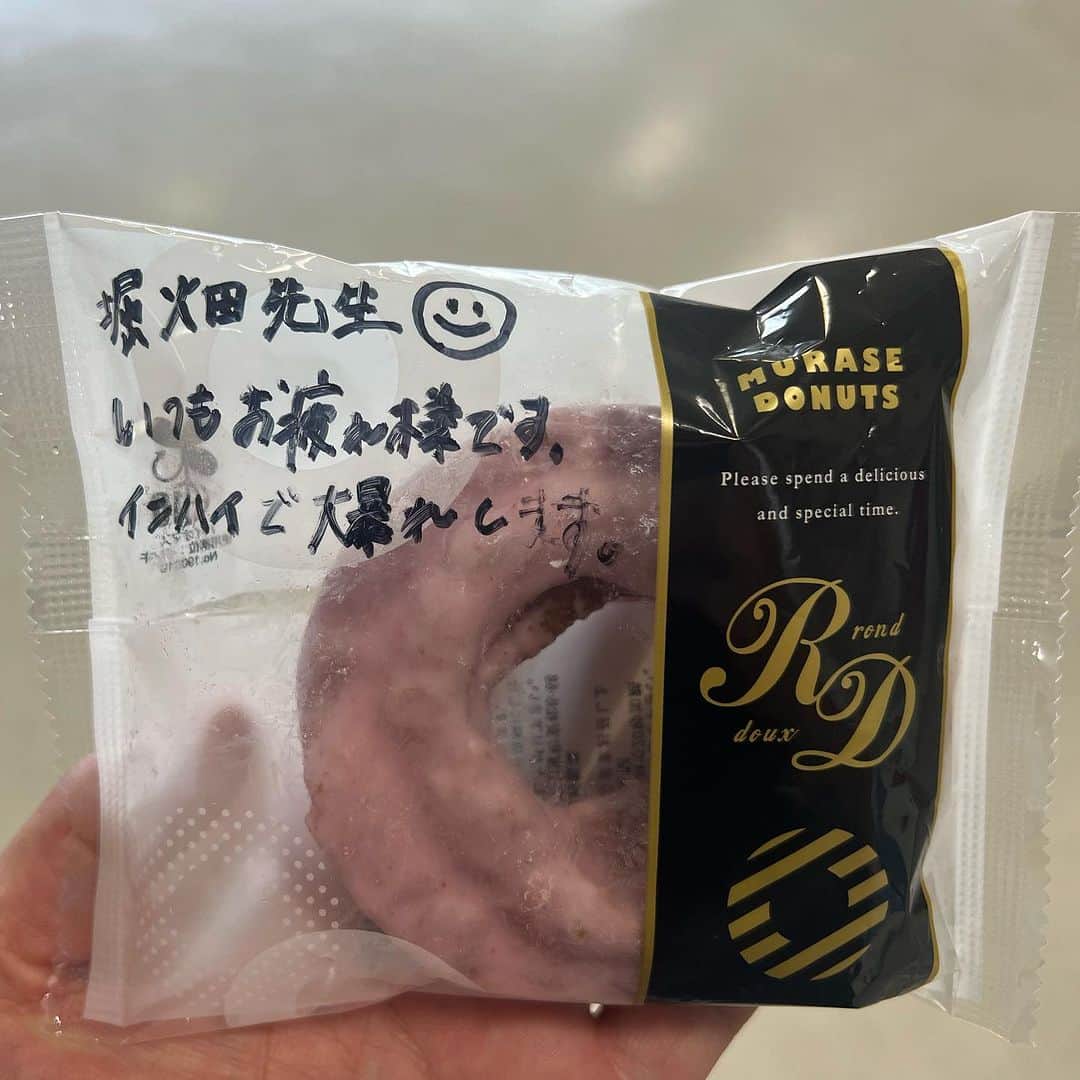 堀畑先生
いつもお疲れ様です、
インハイで大暴れします。
MURASE
DONUTS
Please spend a delicious
and special time.
R rond
doux D